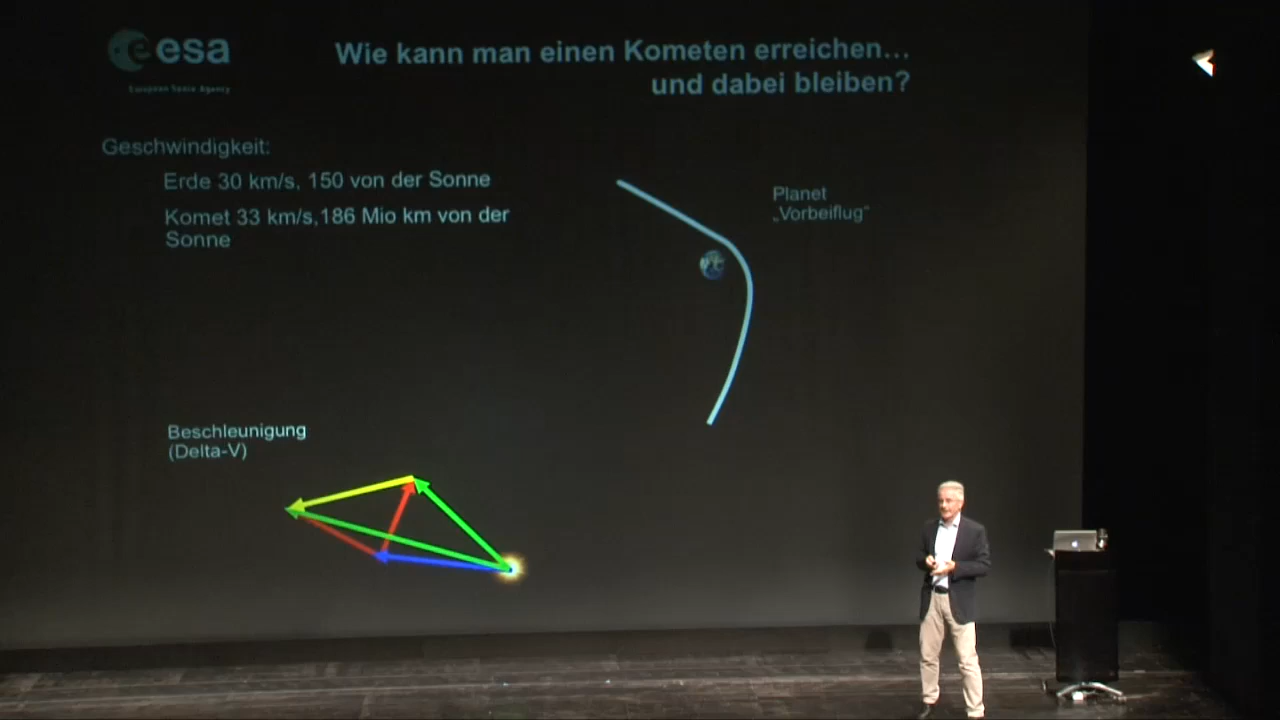 esa
European Space Agency
Wie kann man einen Kometen erreichen...
und dabei bleiben?
Geschwindigkeit:
Erde 30 km/s, 150 von der Sonne
Komet 33 km/s,186 Mio km von der
Sonne
Planet
„Vorbeiflug“
Beschleunigung
(Delta-V)